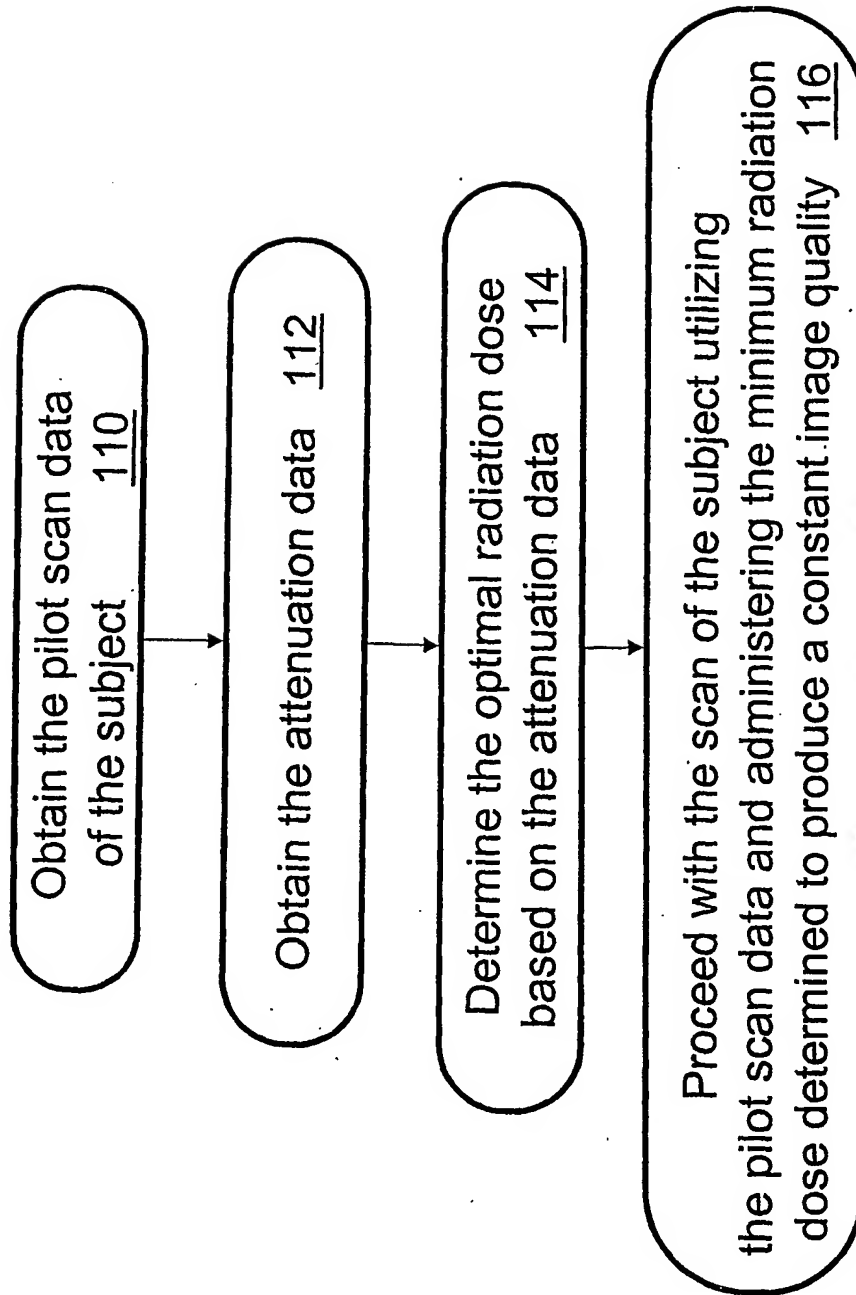 Obtain the pilot scan data
of the subject 110
Obtain the attenuation data 112
Determine the optimal radiation dose
based on the attenuation data 114
Proceed with the scan of the subject utilizing
the pilot scan data and administering the minimum radiation
dose determined to produce a constant image quality 116